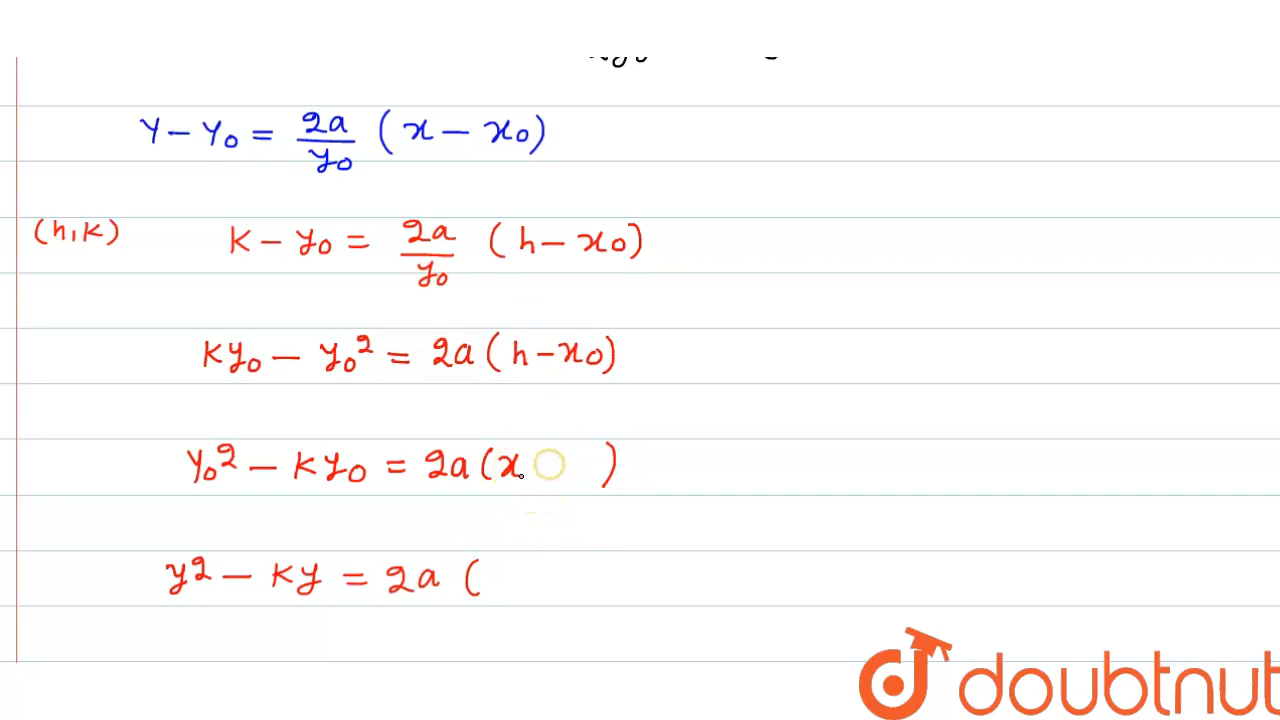 Y - Y₀ = 2a/y₀ (x - x₀)
(h, k) k - y₀ = 2a/y₀ (h - x₀)
ky₀ - y₀² = 2a (h - x₀)
y₀² - ky₀ = 2a (x )
y² - ky = 2a (
doubtnut